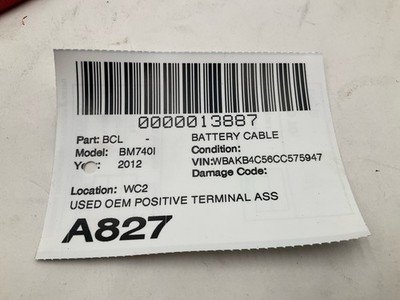 0000013887
Part: BCL - BATTERY CABLE
Model: BM740I Condition:
Year: 2012 VIN:WBAKB4C56CC575947
Damage Code:
Location: WC2
USED OEM POSITIVE TERMINAL ASS
A827